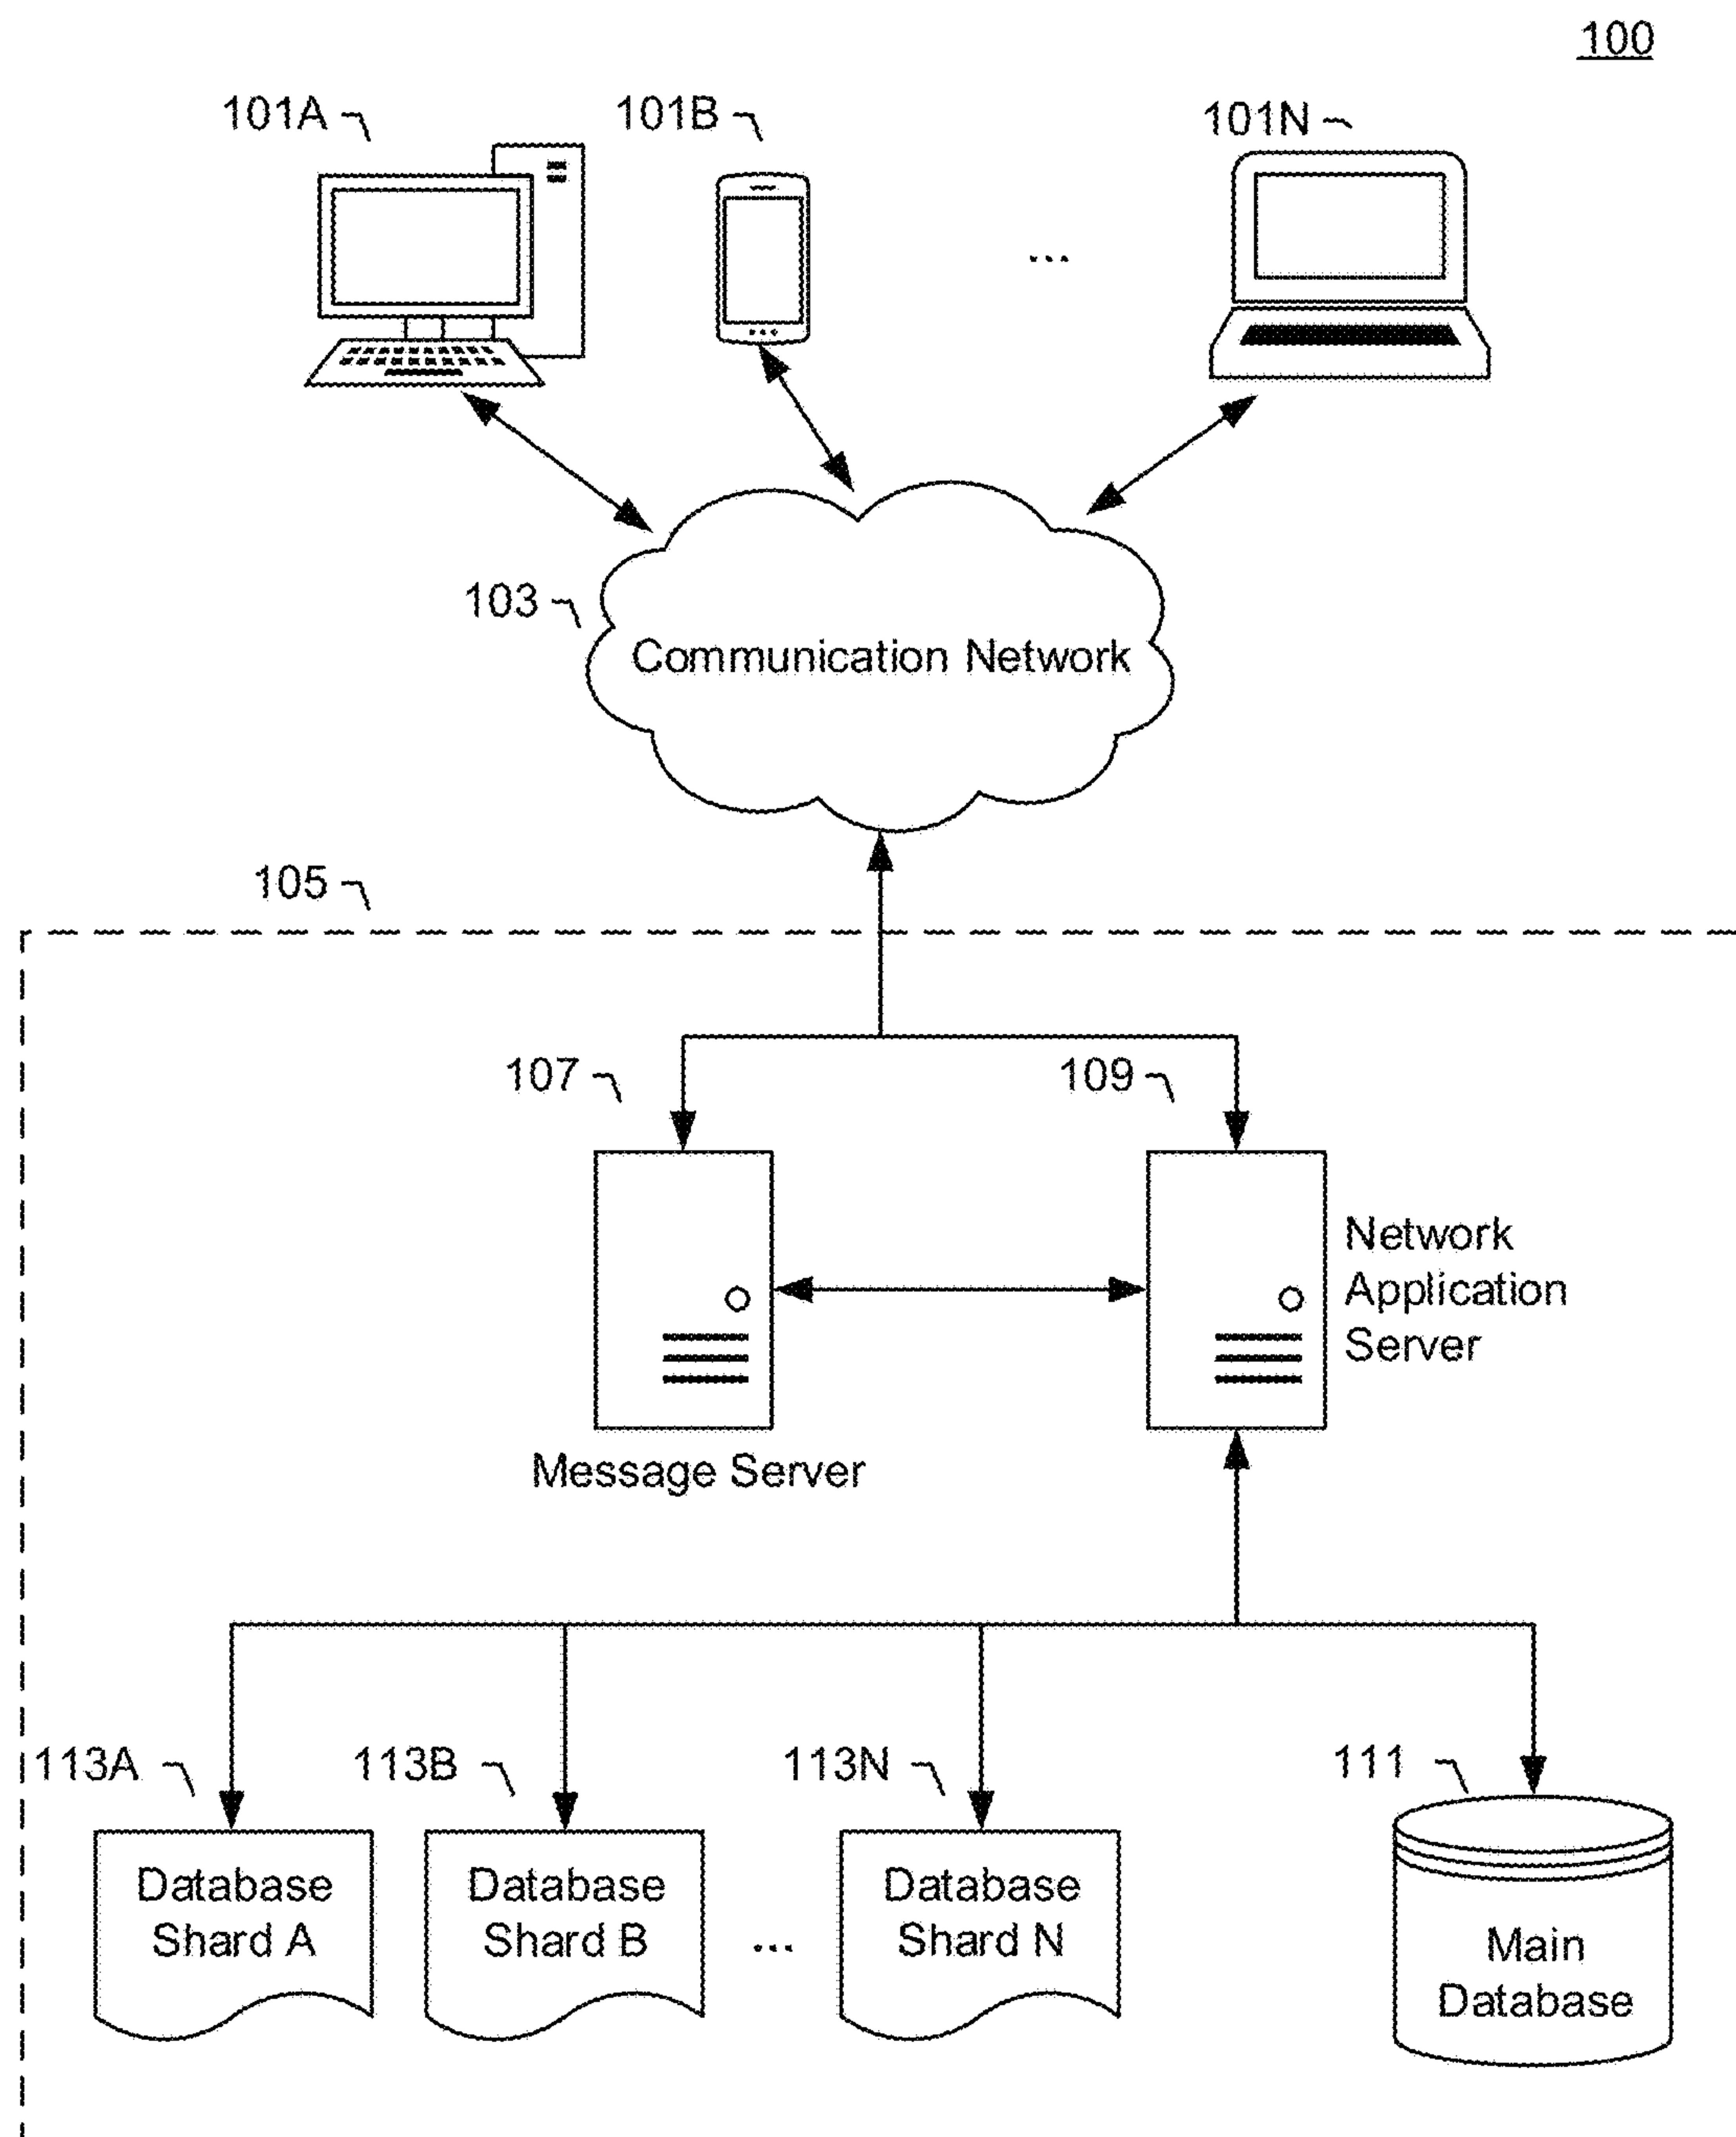 100
101A
101B
101N
...
103
Communication Network
105
107
109
Network
Application
Server
Message Server
113A
113B
113N
111
Database
Shard A
Database
Shard B
...
Database
Shard N
Main
Database